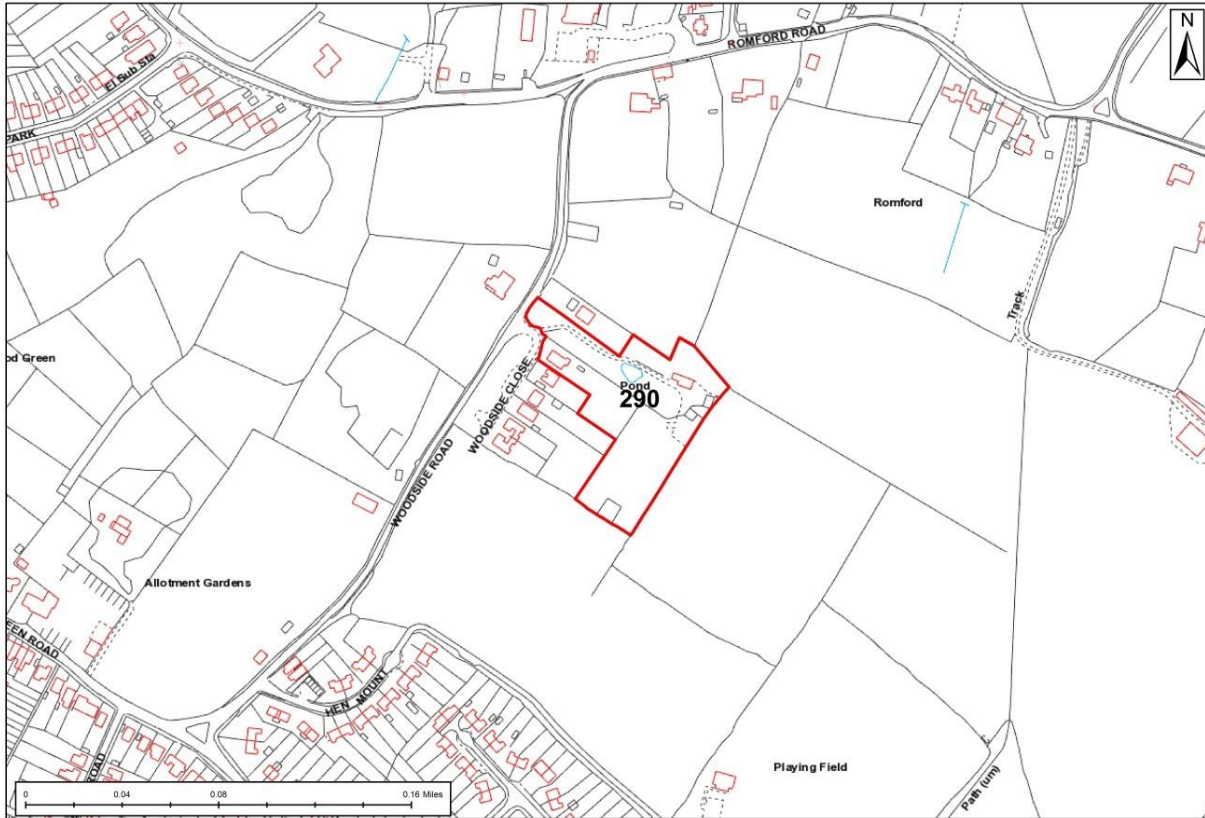 N
ROMFORD ROAD
El Sub Sta
PARK
Romford
Track
od Green
WOODSIDE CLOSE
Pond
290
WOODSIDE ROAD
Allotment Gardens
EEN ROAD
HEN MOUNT
ROAD
Playing Field
Path (um)
0 0.04 0.08 0.16 Miles